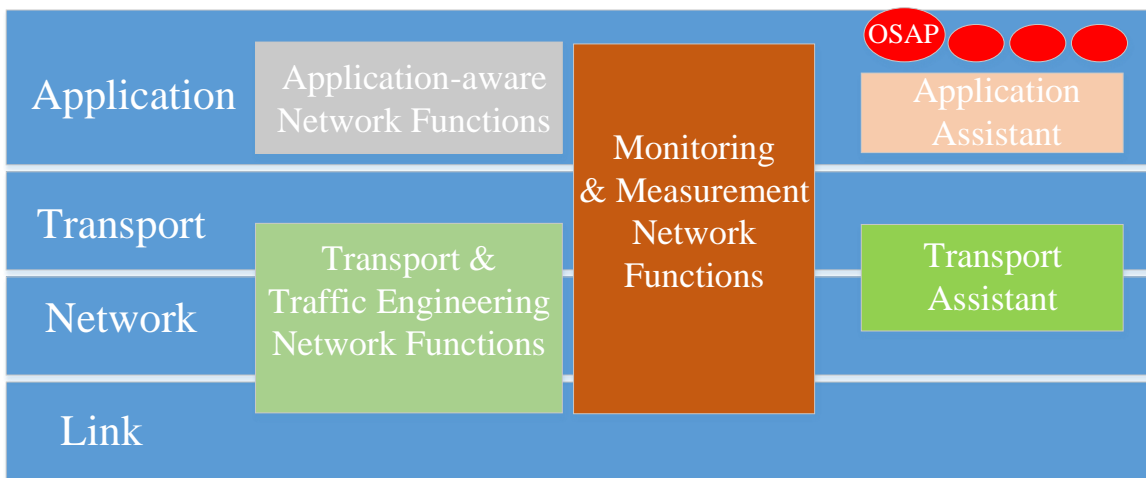 Application
Application-aware
Network Functions
Monitoring
& Measurement
Network
Functions
OSAP
Application
Assistant
Transport
Network
Transport &
Traffic Engineering
Network Functions
Transport
Assistant
Link